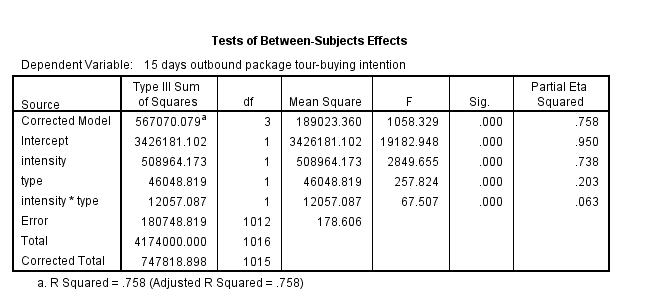 Tests of Between-Subjects Effects
Dependent Variable: 15 days outbound package tour-buying intention
Source Type III Sum of Squares df Mean Square F Sig. Partial Eta Squared
Corrected Model 567070.079a 3 189023.360 1058.329 .000 .758
Intercept 3426181.102 1 3426181.102 19182.948 .000 .950
intensity 508964.173 1 508964.173 2849.655 .000 .738
type 46048.819 1 46048.819 257.824 .000 .203
intensity * type 12057.087 1 12057.087 67.507 .000 .063
Error 180748.819 1012 178.606
Total 4174000.000 1016
Corrected Total 747818.898 1015
a. R Squared = .758 (Adjusted R Squared = .758)